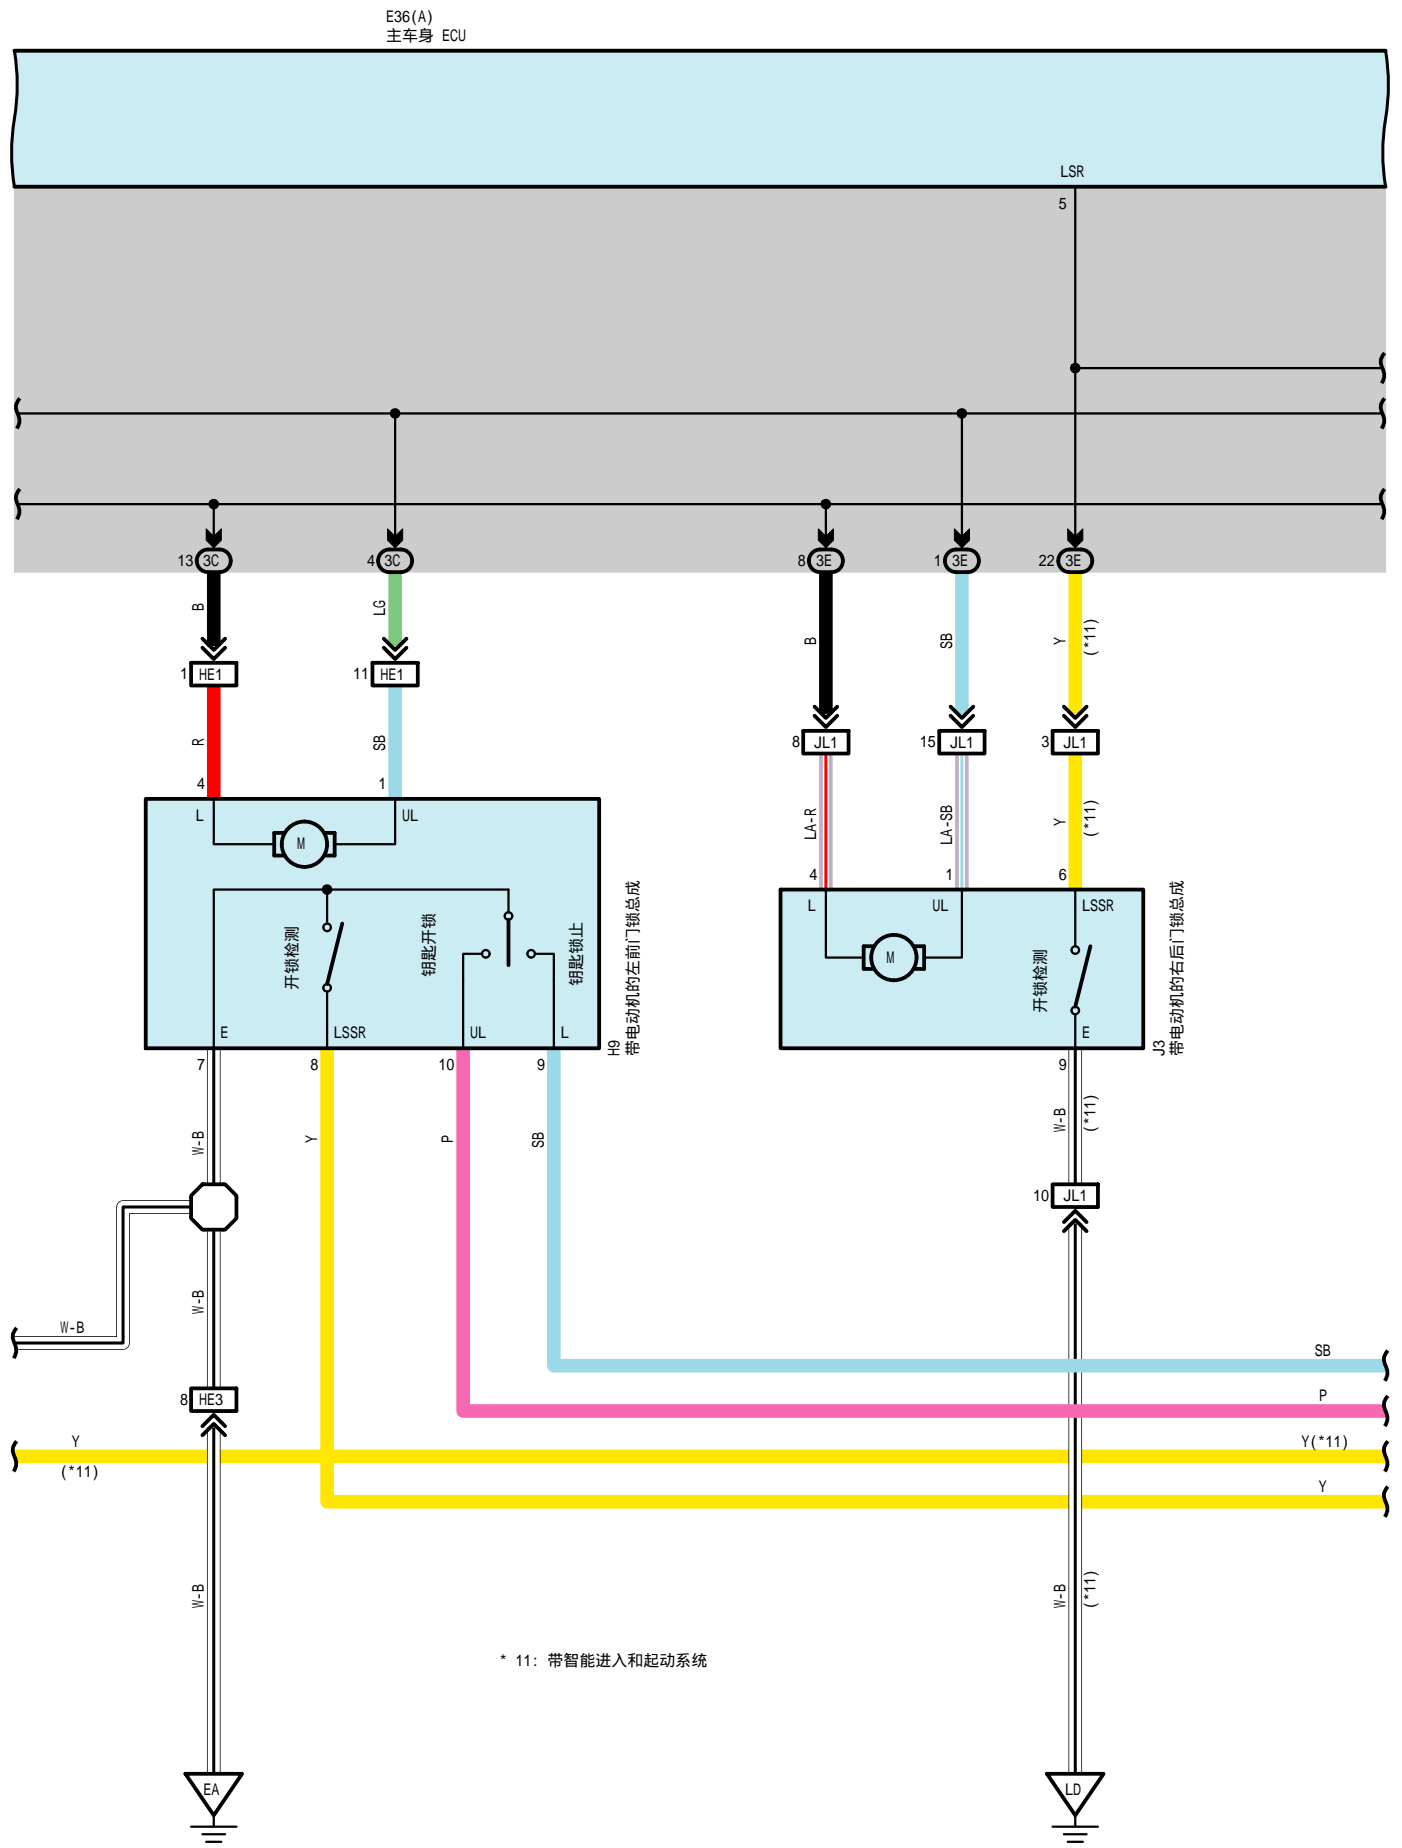 E36(A)
主车身 ECU
LSR
5
13 3C
4 3C
8 3E
1 3E
22 3E
B
LG
B
SB
Y
(*11)
1 HE1
11 HE1
8 JL1
15 JL1
3 JL1
R
SB
LA-R
LA-SB
Y
(*11)
4
1
L
UL
M
4
1
6
L
UL
LSSR
M
开锁检测
钥匙开锁
钥匙锁止
开锁检测
E
LSSR
UL
L
E
H9
带电动机的左前门锁总成
J3
带电动机的右后门锁总成
7
8
10
9
9
W-B
Y
P
SB
W-B
(*11)
10 JL1
W-B
W-B
8 HE3
SB
P
Y
(*11)
Y(*11)
Y
W-B
W-B
(*11)
* 11: 带智能进入和起动系统
EA
LD